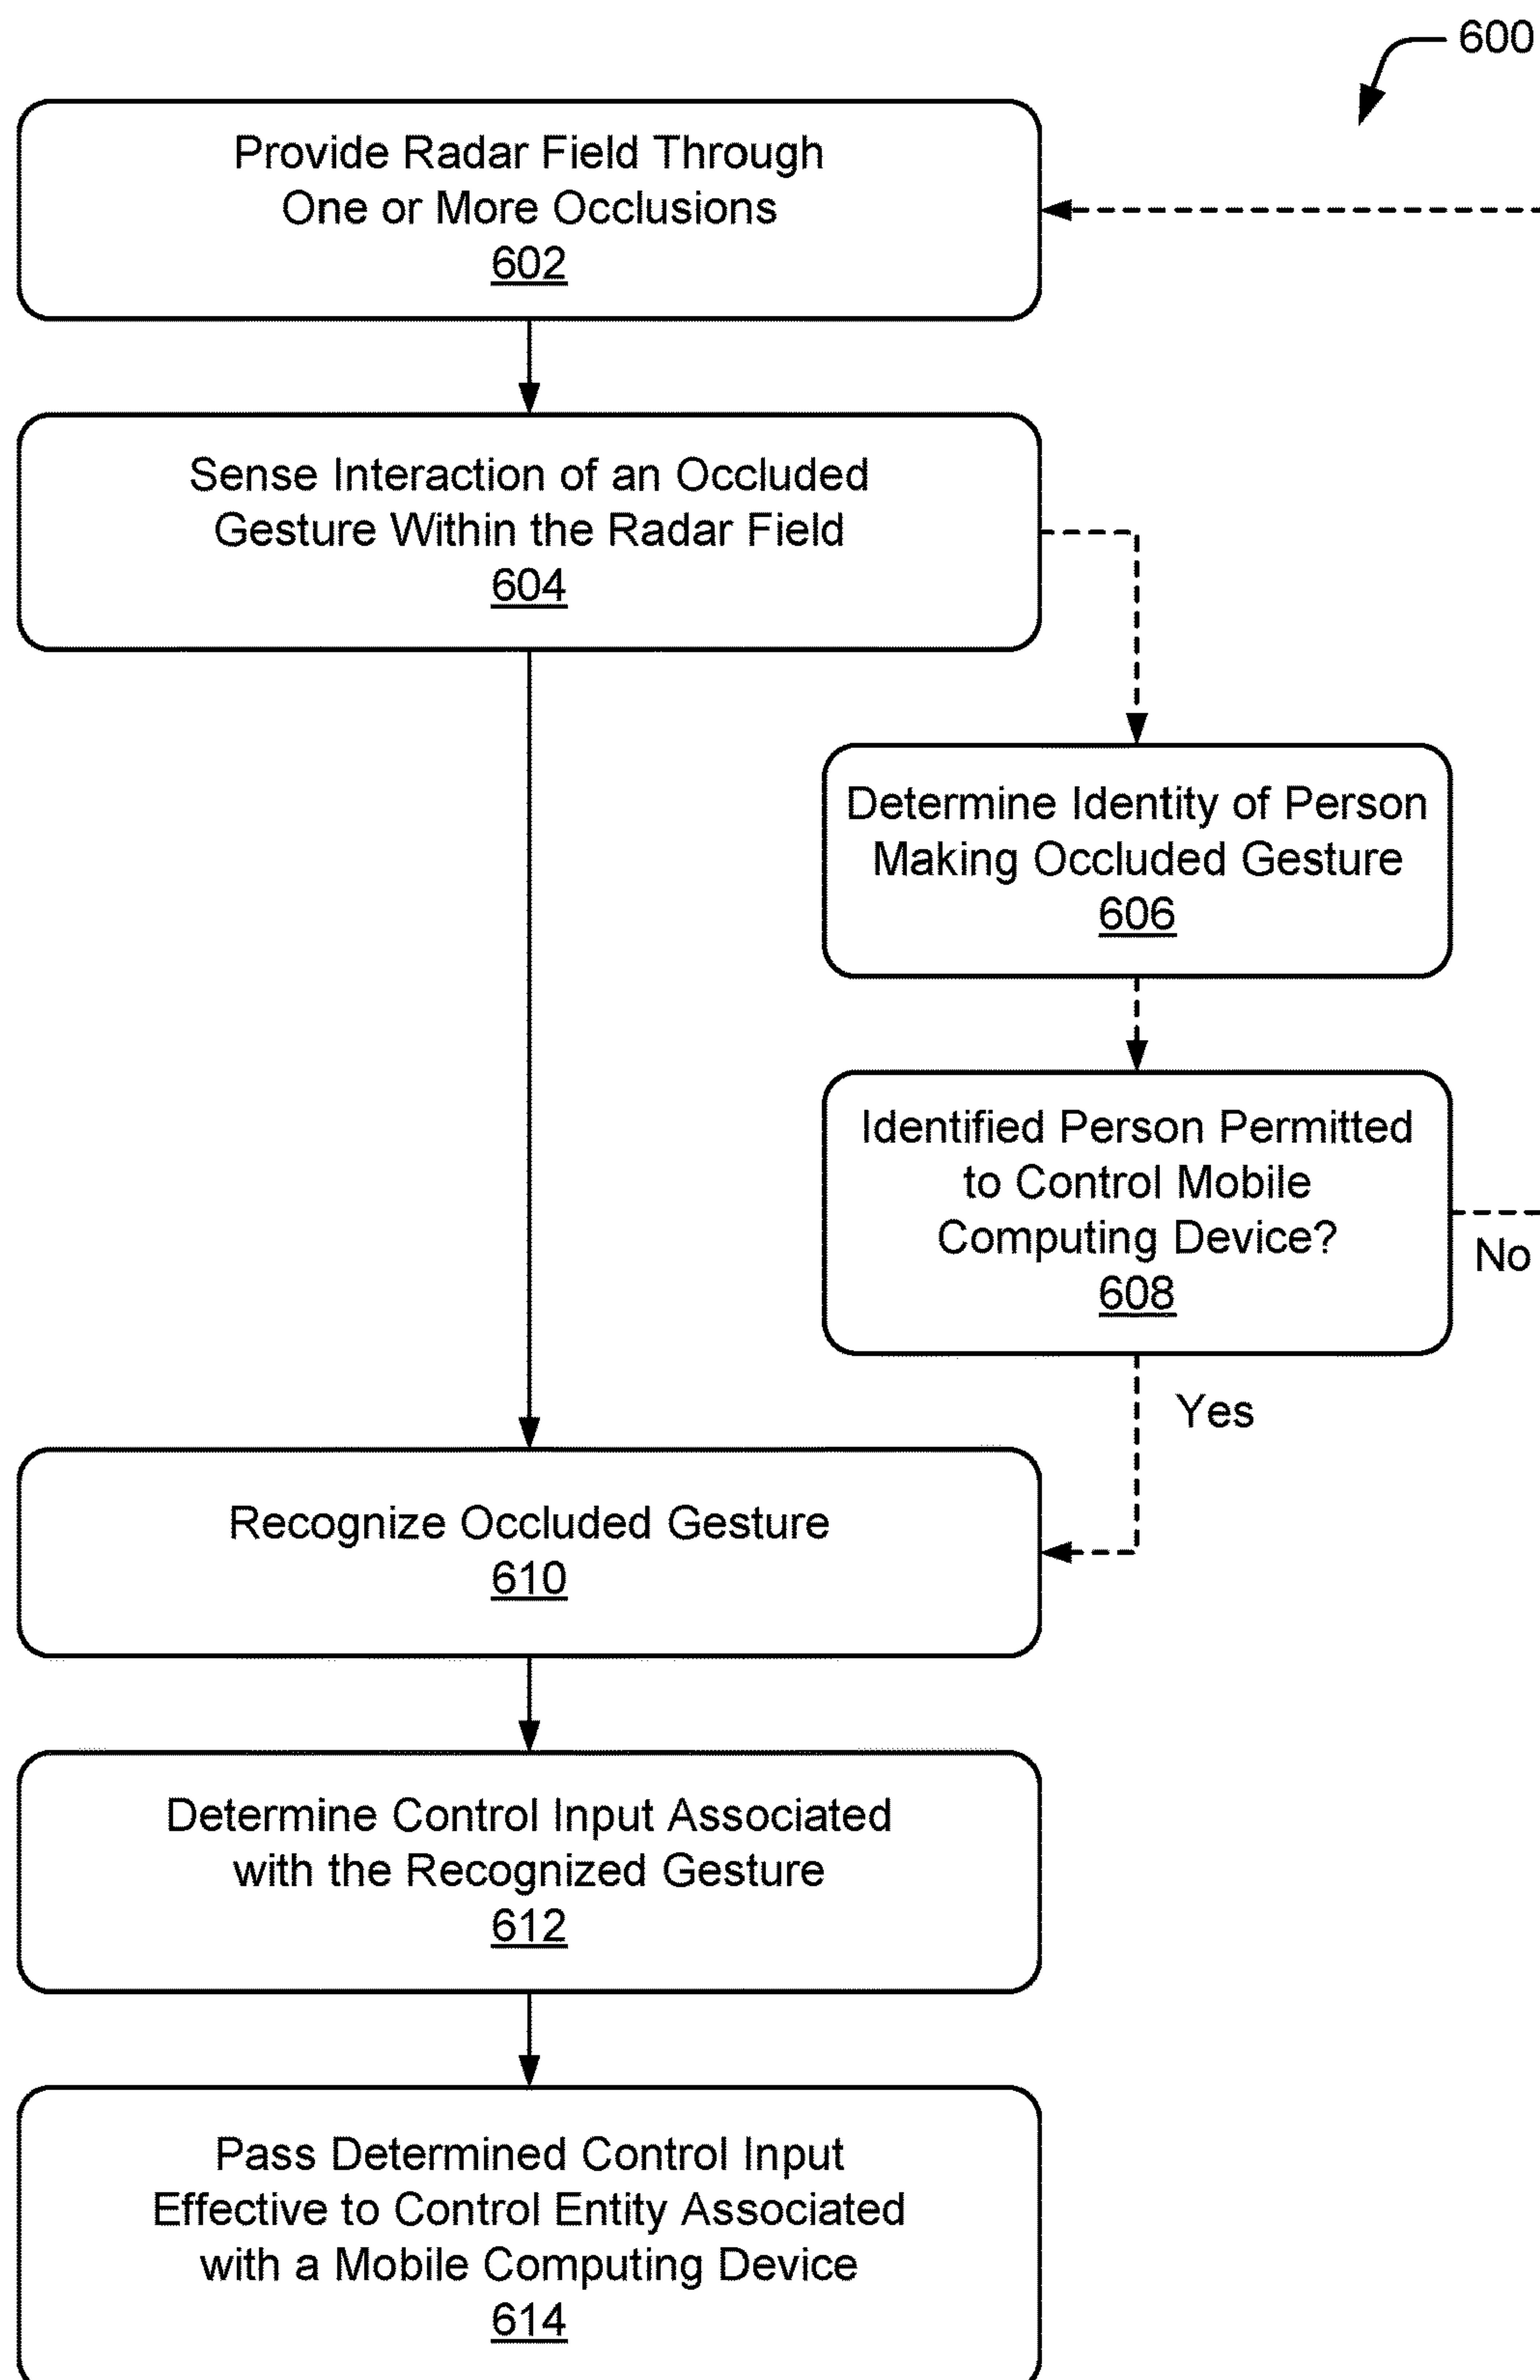 600
Provide Radar Field Through
One or More Occlusions
602
Sense Interaction of an Occluded
Gesture Within the Radar Field
604
Determine Identity of Person
Making Occluded Gesture
606
Identified Person Permitted
to Control Mobile
Computing Device?
608
No
Yes
Recognize Occluded Gesture
610
Determine Control Input Associated
with the Recognized Gesture
612
Pass Determined Control Input
Effective to Control Entity Associated
with a Mobile Computing Device
614